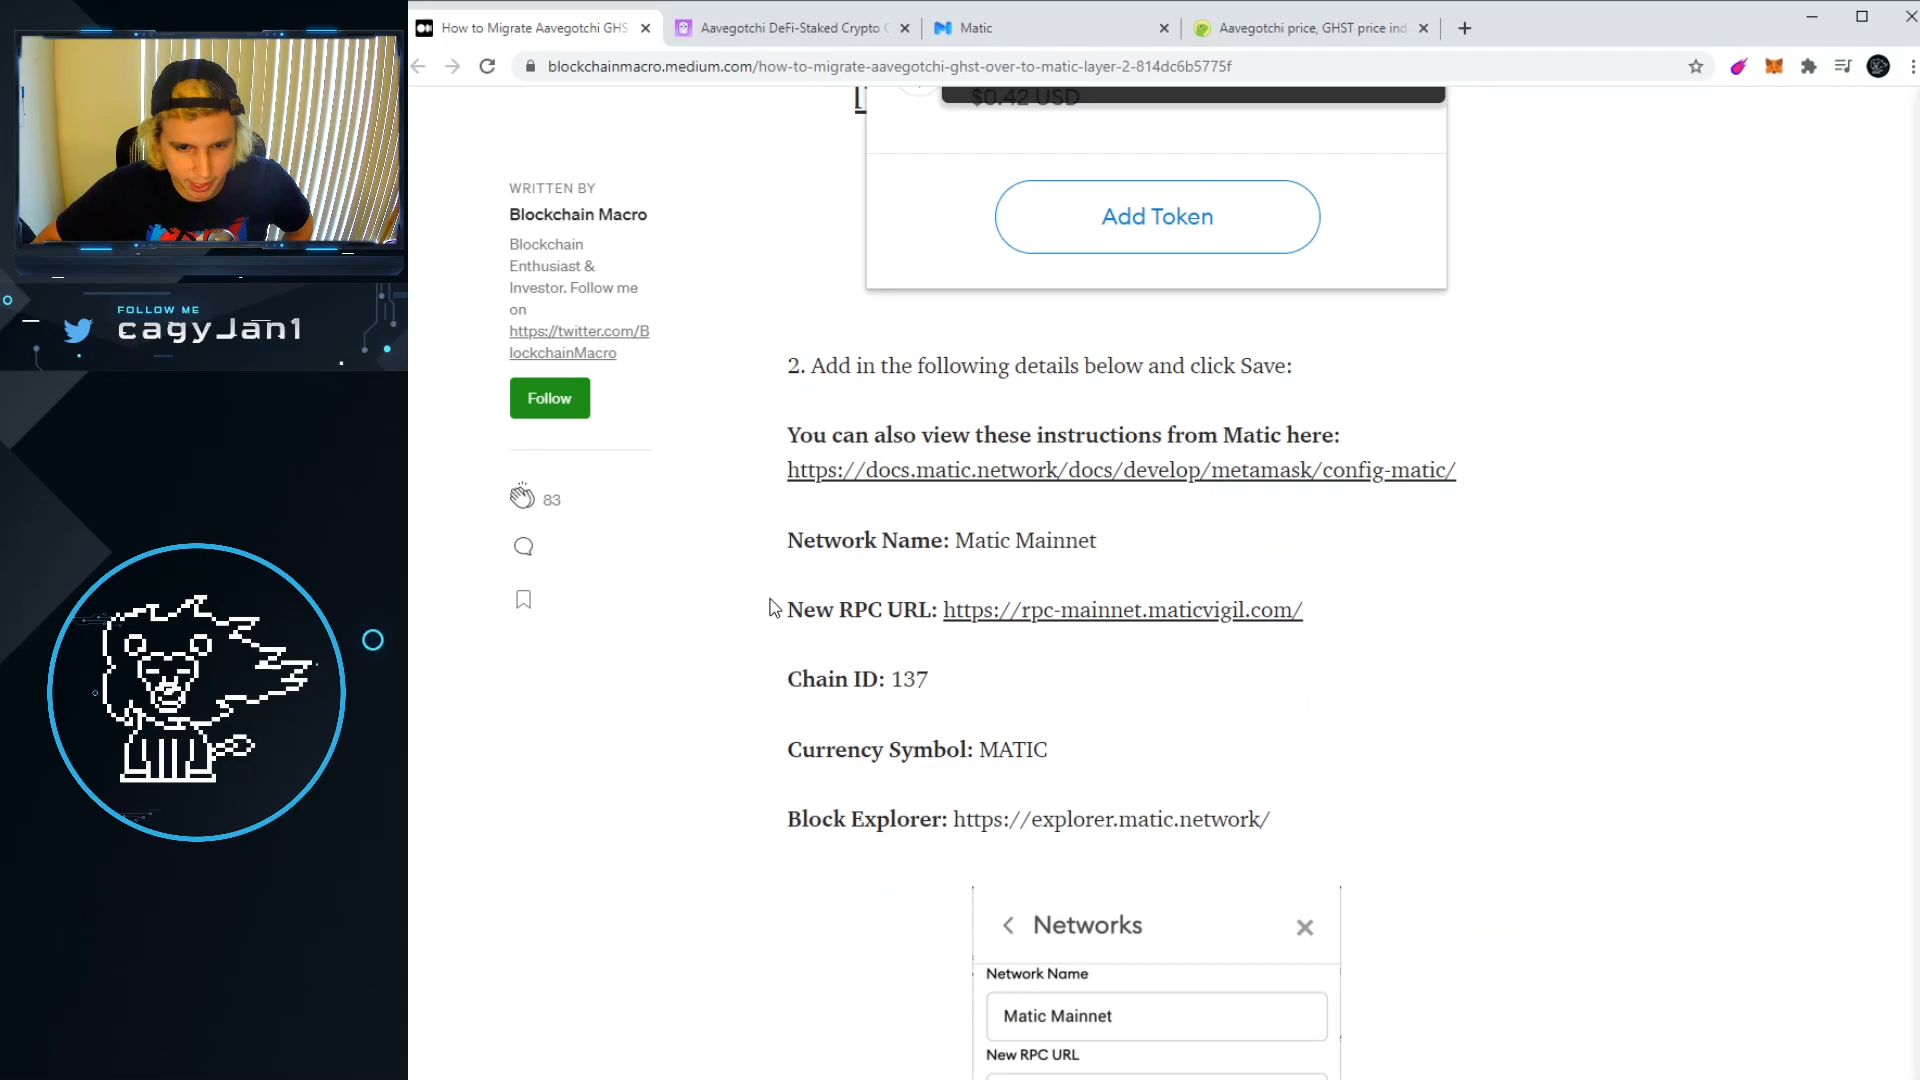 How to Migrate Aavegotchi GHS
Aavegotchi DeFi-Staked Crypto C
Matic
Aavegotchi price, GHST price ind
blockchainmacro.medium.com/how-to-migrate-aavegotchi-ghst-over-to-matic-layer-2-814dc6b5775f
FOLLOW ME
cagyJan1
$0.42 USD
Add Token
WRITTEN BY
Blockchain Macro
Blockchain
Enthusiast &
Investor. Follow me
on
https://twitter.com/B
lockchainMacro
Follow
83
2. Add in the following details below and click Save:
You can also view these instructions from Matic here:
https://docs.matic.network/docs/develop/metamask/config-matic/
Network Name: Matic Mainnet
New RPC URL: https://rpc-mainnet.maticvigil.com/
Chain ID: 137
Currency Symbol: MATIC
Block Explorer: https://explorer.matic.network/
Networks
Network Name
Matic Mainnet
New RPC URL